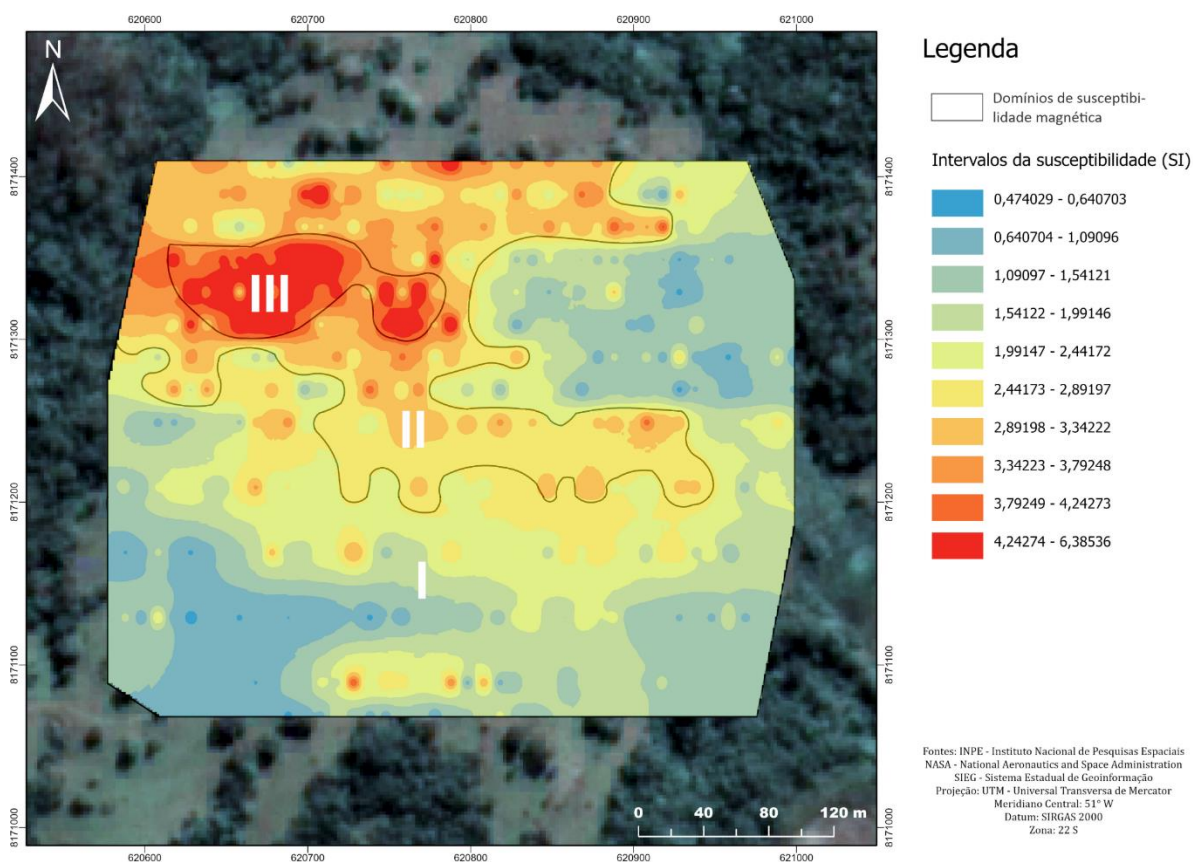 620600
620700
620800
620900
621000
N
8171400
8171300
8171200
8171100
8171000
8171400
8171300
8171200
8171100
8171000
III
II
I
0
40
80
120 m
620600
620700
620800
620900
621000
Legenda
Domínios de susceptibi-
lidade magnética
Intervalos da susceptibilidade (SI)
0,474029 - 0,640703
0,640704 - 1,09096
1,09097 - 1,54121
1,54122 - 1,99146
1,99147 - 2,44172
2,44173 - 2,89197
2,89198 - 3,34222
3,34223 - 3,79248
3,79249 - 4,24273
4,24274 - 6,38536
Fontes: INPE - Instituto Nacional de Pesquisas Espaciais
NASA - National Aeronautics and Space Administration
SIEG - Sistema Estadual de Geoinformação
Projeção: UTM - Universal Transversa de Mercator
Meridiano Central: 51° W
Datum: SIRGAS 2000
Zona: 22 S